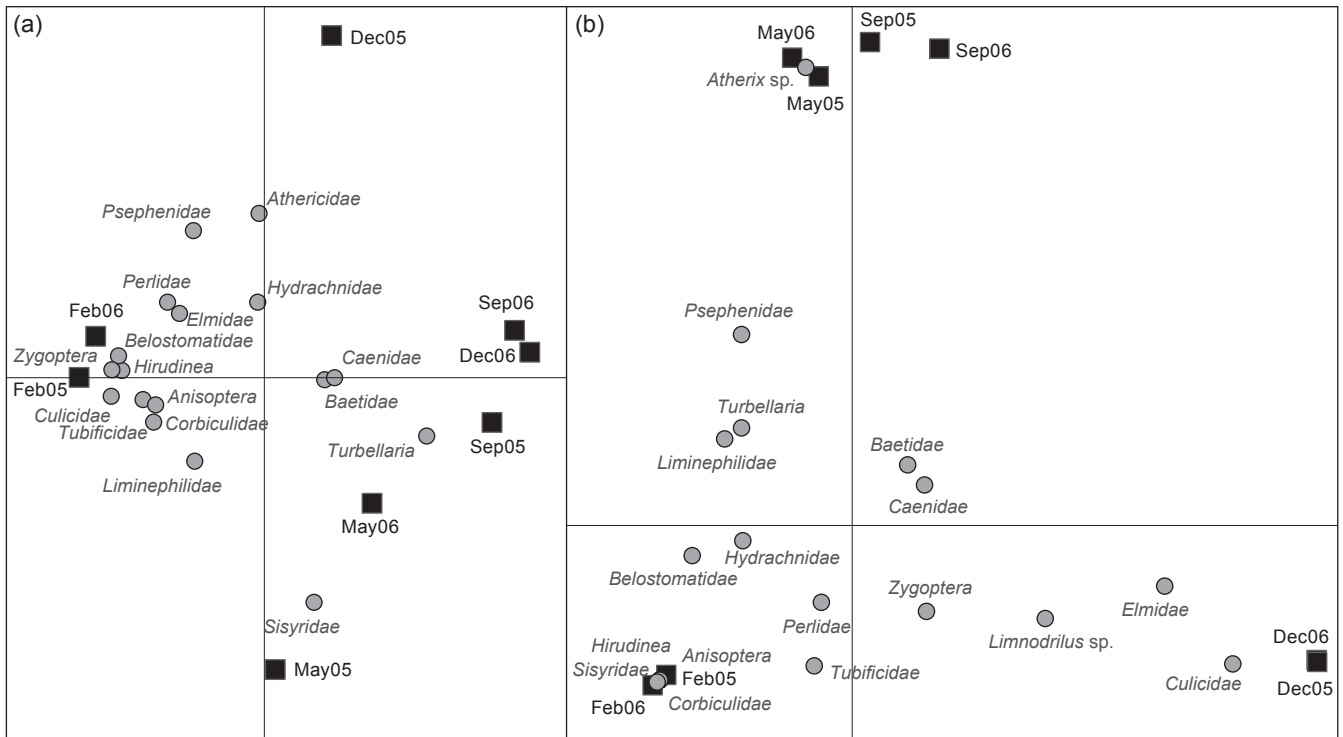 (a)
Dec05
Athericidae
Psephenidae
Perlidae
Hydrachnidae
Feb06
Elmidae
Sep06
Belostomatidae
Zygoptera
Hirudinea
Caenidae
Dec06
Feb05
Anisoptera
Baetidae
Culicidae
Tubificidae
Corbiculidae
Turbellaria
Sep05
Liminephilidae
May06
Sisyridae
May05
(b)
May06
Sep05
Sep06
Atherix sp.
May05
Psephenidae
Turbellaria
Liminephilidae
Baetidae
Caenidae
Hydrachnidae
Belostomatidae
Zygoptera
Elmidae
Perlidae
Limnodrilus sp.
Hirudinea
Dec06
Anisoptera
Sisyridae
Feb05
Tubificidae
Culicidae
Dec05
Feb06
Corbiculidae